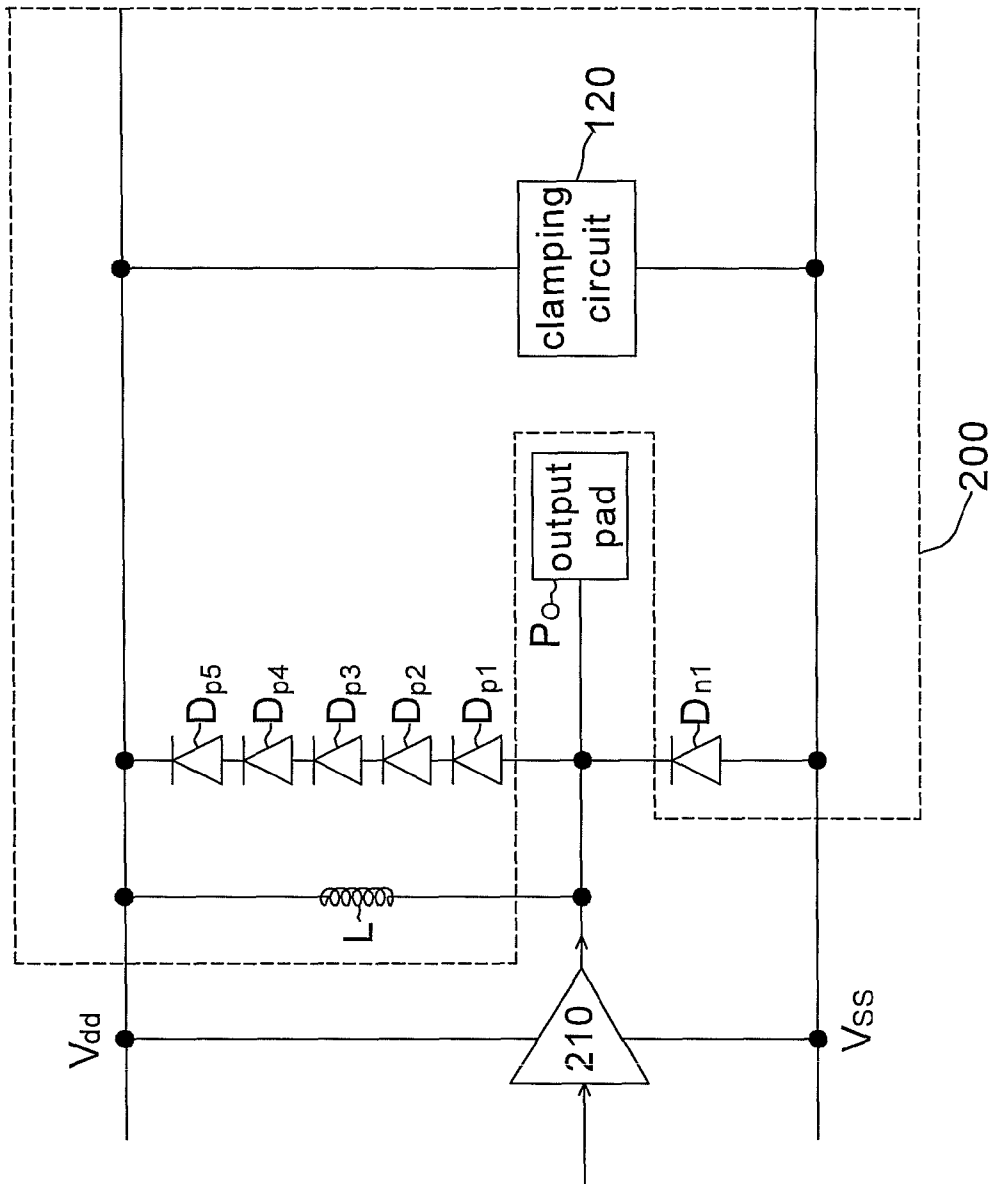 Vdd
Dp5
Dp4
Dp3
Dp2
Dp1
L
210
PO
output
pad
Dn1
clamping
circuit
120
VSS
200